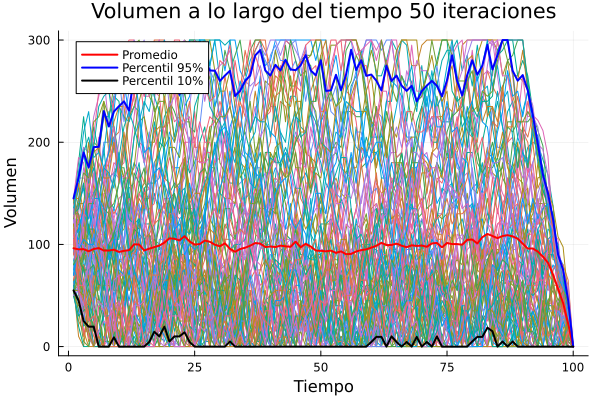 Volumen a lo largo del tiempo 50 iteraciones
Promedio
Percentil 95%
Percentil 10%
300
200
100
0
Volumen
0 25 50 75 100
Tiempo